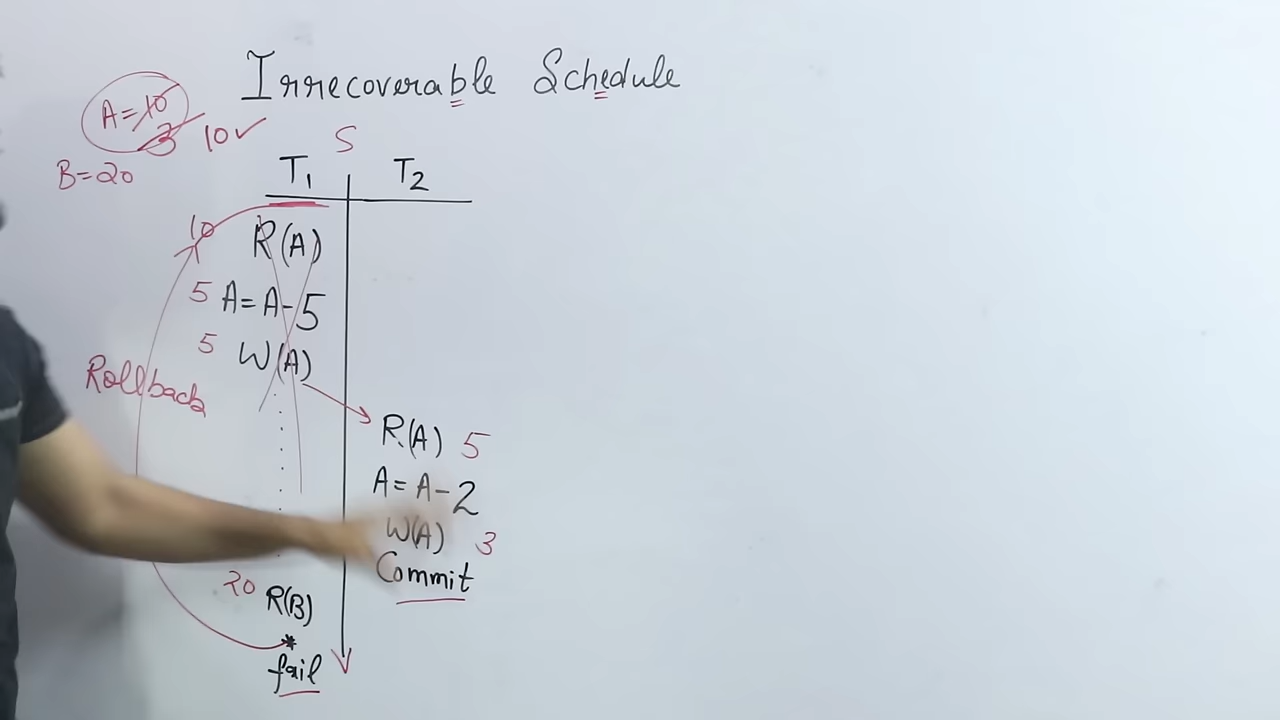 Irrecoverable Schedule
A=10
3 10✓
B=20
S
T1 T2
10 R(A)
5 A=A-5
5 W(A)
Rollback
R(A) 5
A=A-2
W(A) 3
Commit
20 R(B)
*
fail